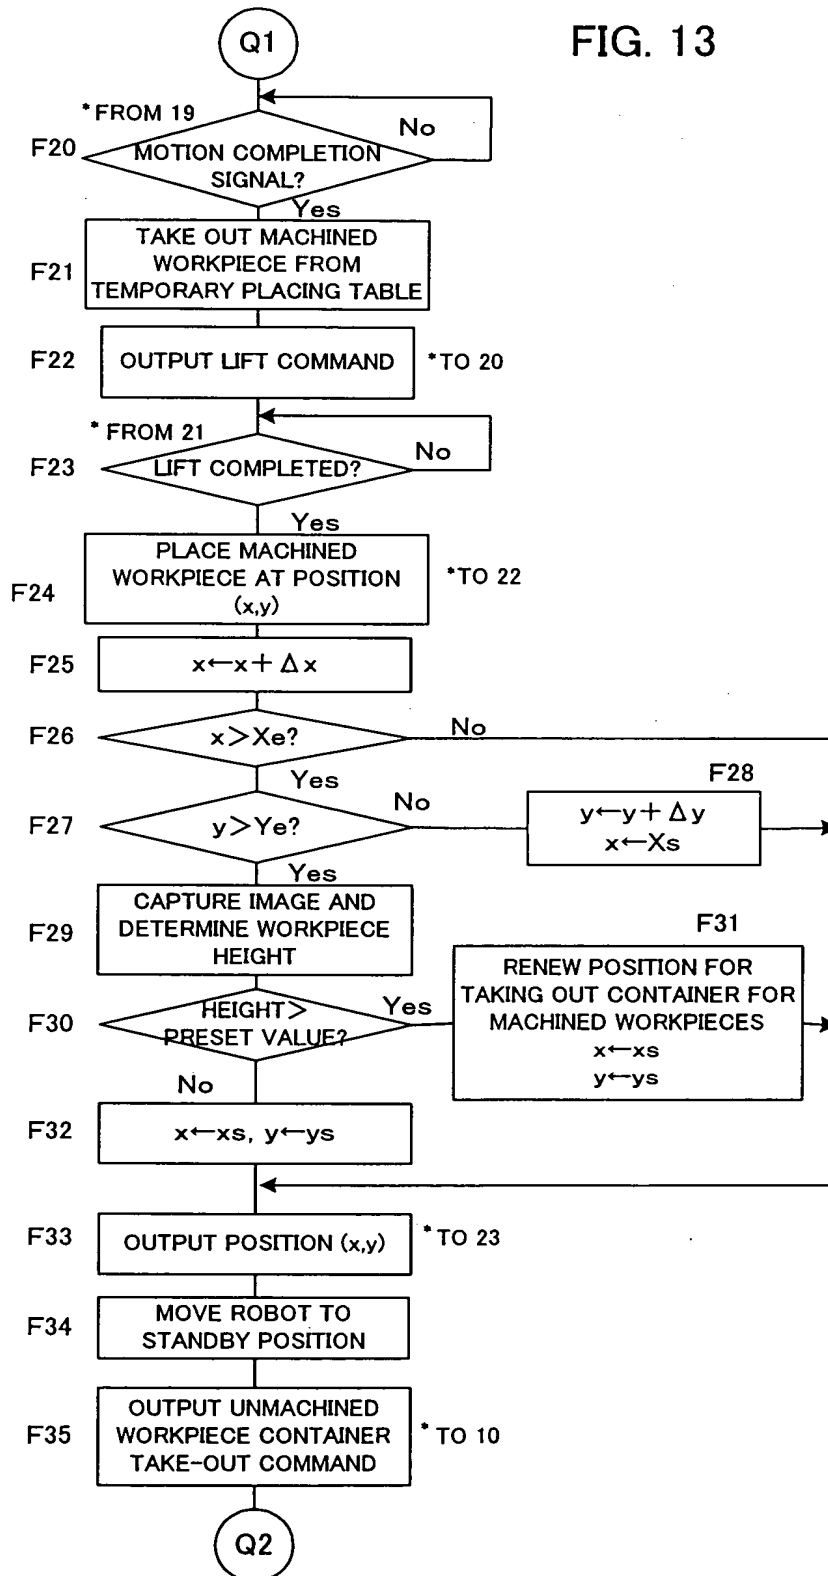 Q1
FIG. 13
*FROM 19
No
F20
MOTION COMPLETION
SIGNAL?
Yes
F21
TAKE OUT MACHINED
WORKPIECE FROM
TEMPORARY PLACING TABLE
F22
OUTPUT LIFT COMMAND
*TO 20
*FROM 21
F23
LIFT COMPLETED?
No
Yes
F24
PLACE MACHINED
WORKPIECE AT POSITION
(x,y)
*TO 22
F25
x←x+Δx
F26
x>Xe?
No
Yes
F27
y>Ye?
No
F28
y←y+Δy
x←Xs
Yes
F29
CAPTURE IMAGE AND
DETERMINE WORKPIECE
HEIGHT
F30
HEIGHT>
PRESET VALUE?
Yes
F31
RENEW POSITION FOR
TAKING OUT CONTAINER FOR
MACHINED WORKPIECES
x←xs
y←ys
No
F32
x←xs, y←ys
F33
OUTPUT POSITION (x,y)
*TO 23
F34
MOVE ROBOT TO
STANDBY POSITION
F35
OUTPUT UNMACHINED
WORKPIECE CONTAINER
TAKE-OUT COMMAND
*TO 10
Q2